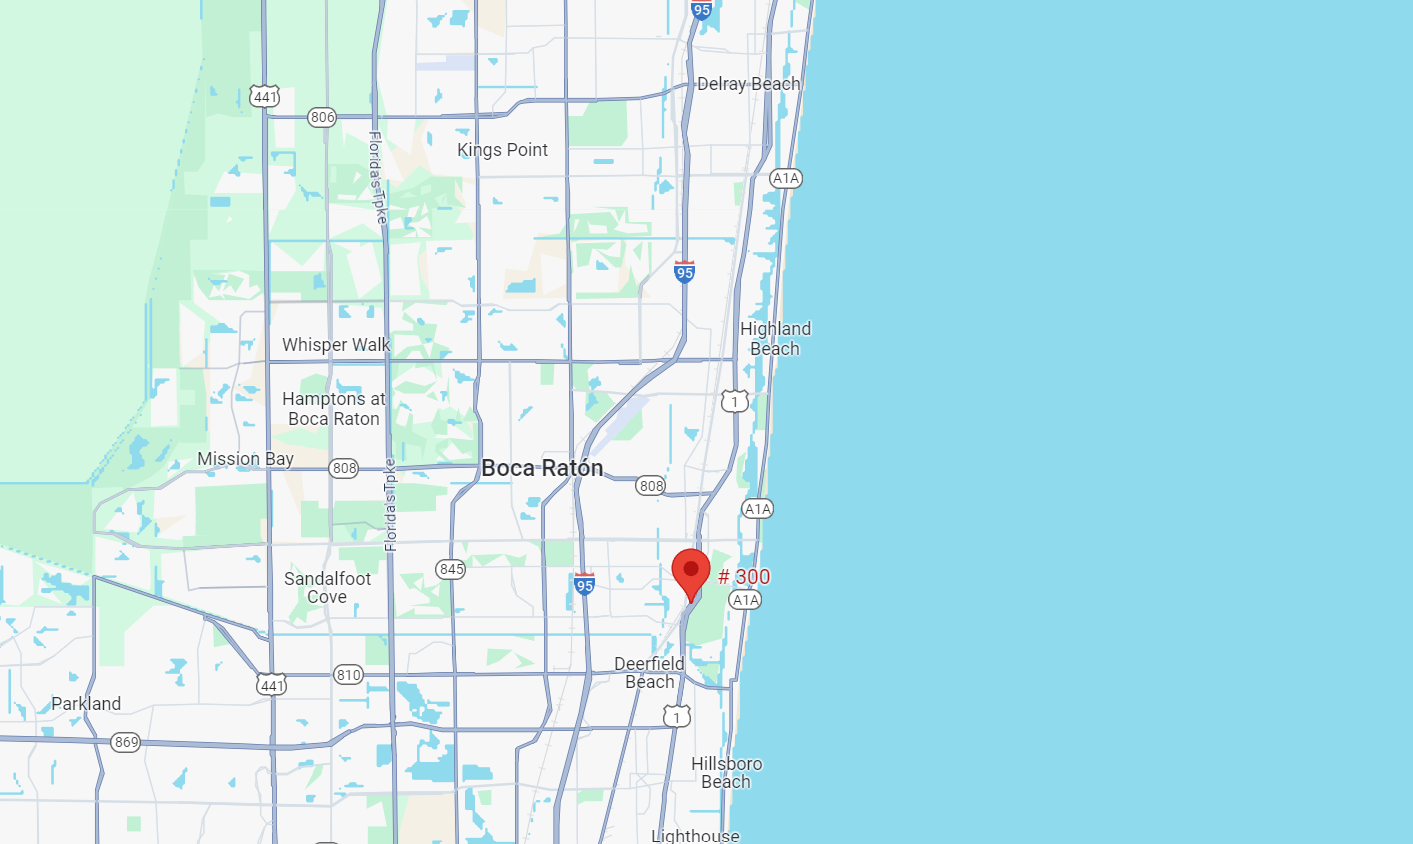 95
Delray Beach
441
806
Kings Point
Florida's Tpke
A1A
95
Highland
Beach
Whisper Walk
Hamptons at
Boca Raton
1
Mission Bay
808
Boca Ratón
808
Florida's Tpke
A1A
845
# 300
Sandalfoot
Cove
95
A1A
Deerfield
Beach
810
441
Parkland
1
869
Hillsboro
Beach
Lighthouse